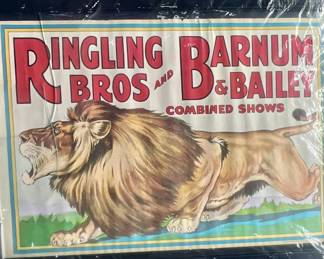 RINGLING BARNUM
BROS AND & BAILEY
COMBINED SHOWS